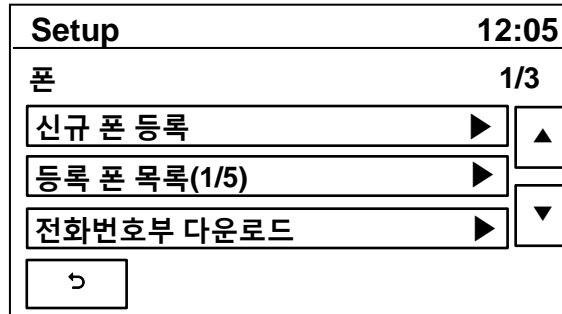 Setup 12:05
폰 1/3
신규 폰 등록 ▶
▲
등록 폰 목록(1/5) ▶
▼
전화번호부 다운로드 ▶